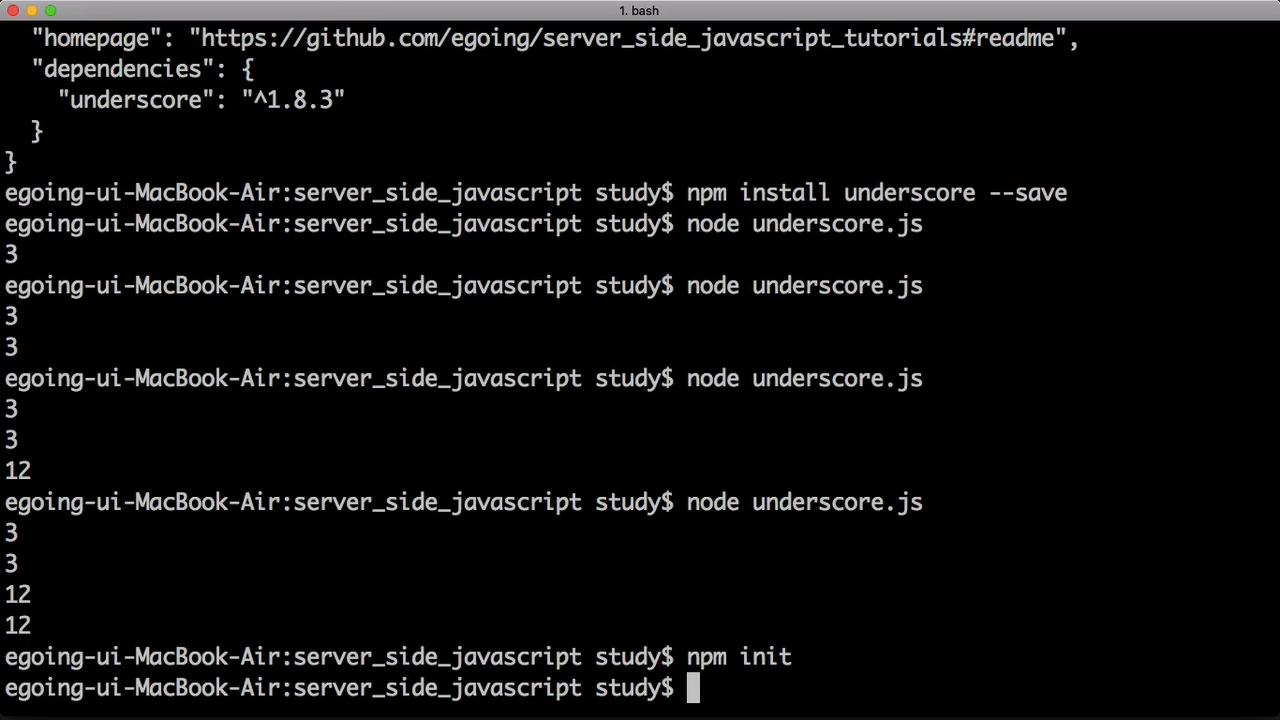 1. bash
"homepage": "https://github.com/egoing/server_side_javascript_tutorials#readme",
"dependencies": {
"underscore": "^1.8.3"
}
}
egoing-ui-MacBook-Air:server_side_javascript study$ npm install underscore --save
egoing-ui-MacBook-Air:server_side_javascript study$ node underscore.js
3
egoing-ui-MacBook-Air:server_side_javascript study$ node underscore.js
3
3
egoing-ui-MacBook-Air:server_side_javascript study$ node underscore.js
3
3
12
egoing-ui-MacBook-Air:server_side_javascript study$ node underscore.js
3
3
12
12
egoing-ui-MacBook-Air:server_side_javascript study$ npm init
egoing-ui-MacBook-Air:server_side_javascript study$